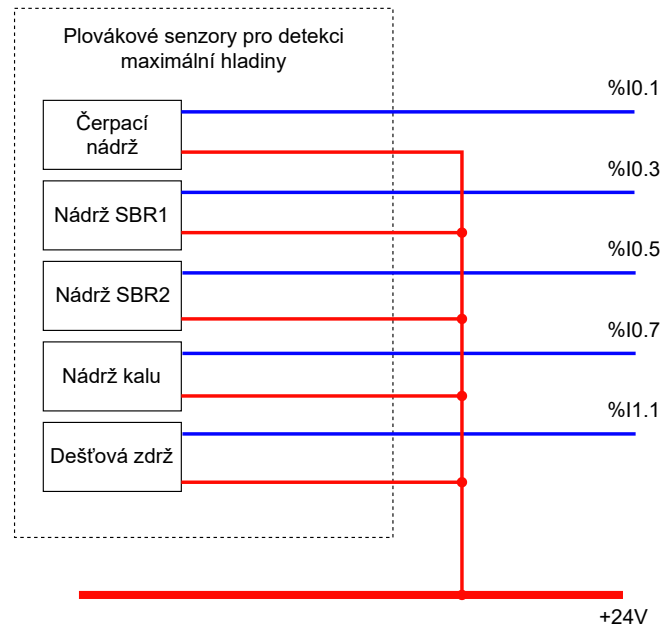 Plovákové senzory pro detekci
maximální hladiny
%I0.1
Čerpací
nádrž
%I0.3
Nádrž SBR1
%I0.5
Nádrž SBR2
%I0.7
Nádrž kalu
%I1.1
Dešťová zdrž
+24V